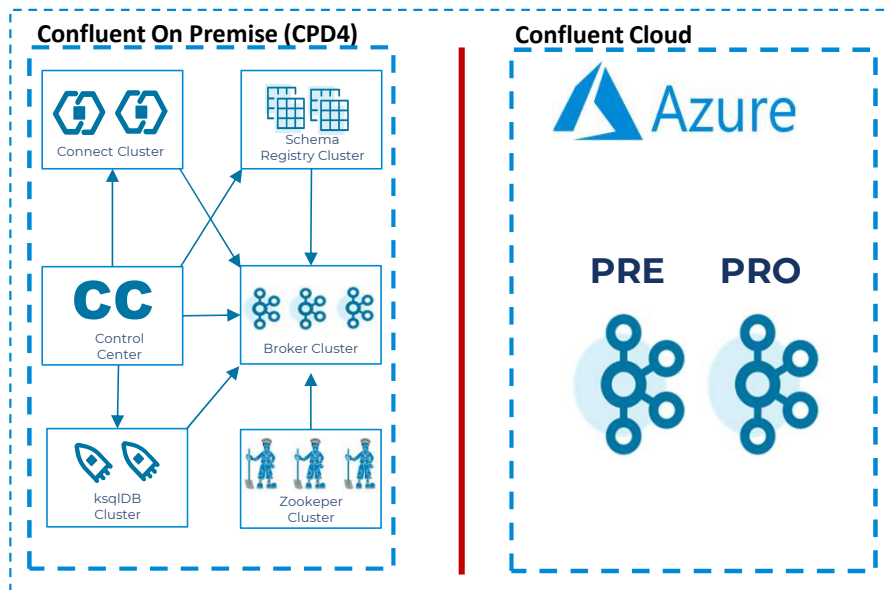 Confluent On Premise (CPD4)
Connect Cluster
Schema
Registry Cluster
CC
Control
Center
Broker Cluster
ksqlDB
Cluster
Zookeper
Cluster
Confluent Cloud
Azure
PRE
PRO